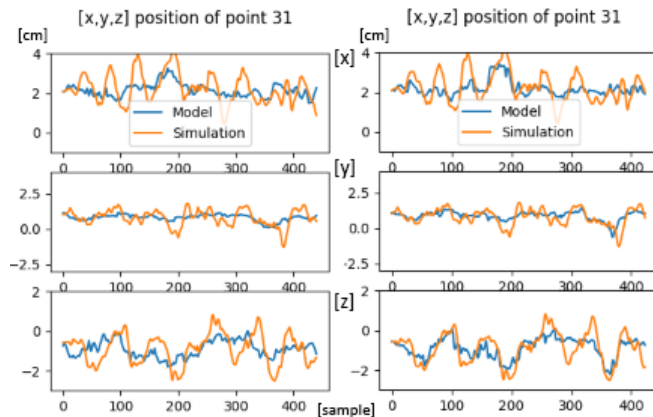 [x,y,z] position of point 31 [x,y,z] position of point 31
[cm] [x] [cm]
4 4
2 2
0 0
Model Model
Simulation Simulation
0 100 200 300 400 0 100 200 300 400
[y]
2.5 2.5
0.0 0.0
−2.5 −2.5
0 100 200 300 400 0 100 200 300 400
[z]
2 2
0 0
−2 −2
0 100 200 300 400 0 100 200 300 400
[sample]